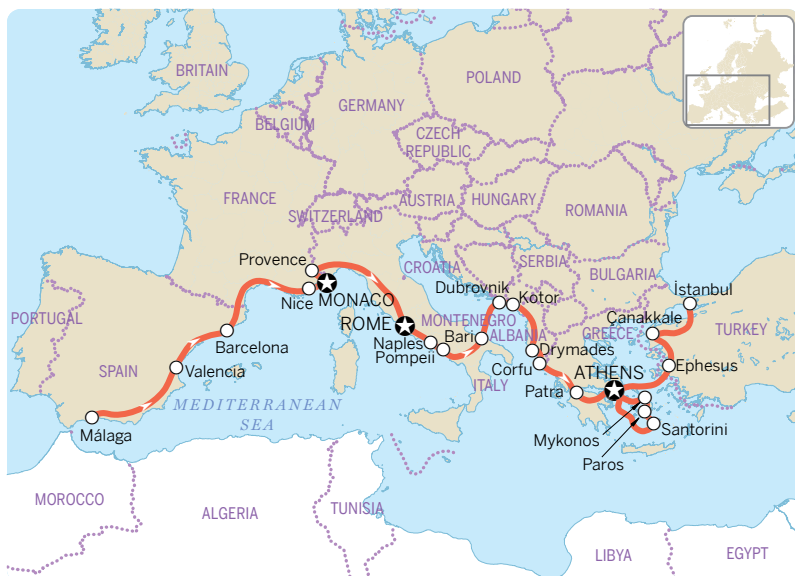 BRITAIN
POLAND
GERMANY
BELGIUM
CZECH
REPUBLIC
FRANCE
AUSTRIA
HUNGARY
SWITZERLAND
ROMANIA
Provence
CROATIA
SERBIA
BULGARIA
Dubrovnik
Kotor
İstanbul
Nice
MONACO
PORTUGAL
ROME
MONTENEGRO
Çanakkale
Barcelona
Naples
Bari
ALBANIA
GREECE
TURKEY
Pompeii
Drymades
SPAIN
Valencia
Corfu
ATHENS
Ephesus
ITALY
Patra
MEDITERRANEAN
SEA
Málaga
Mykonos
Santorini
Paros
MOROCCO
ALGERIA
TUNISIA
LIBYA
EGYPT